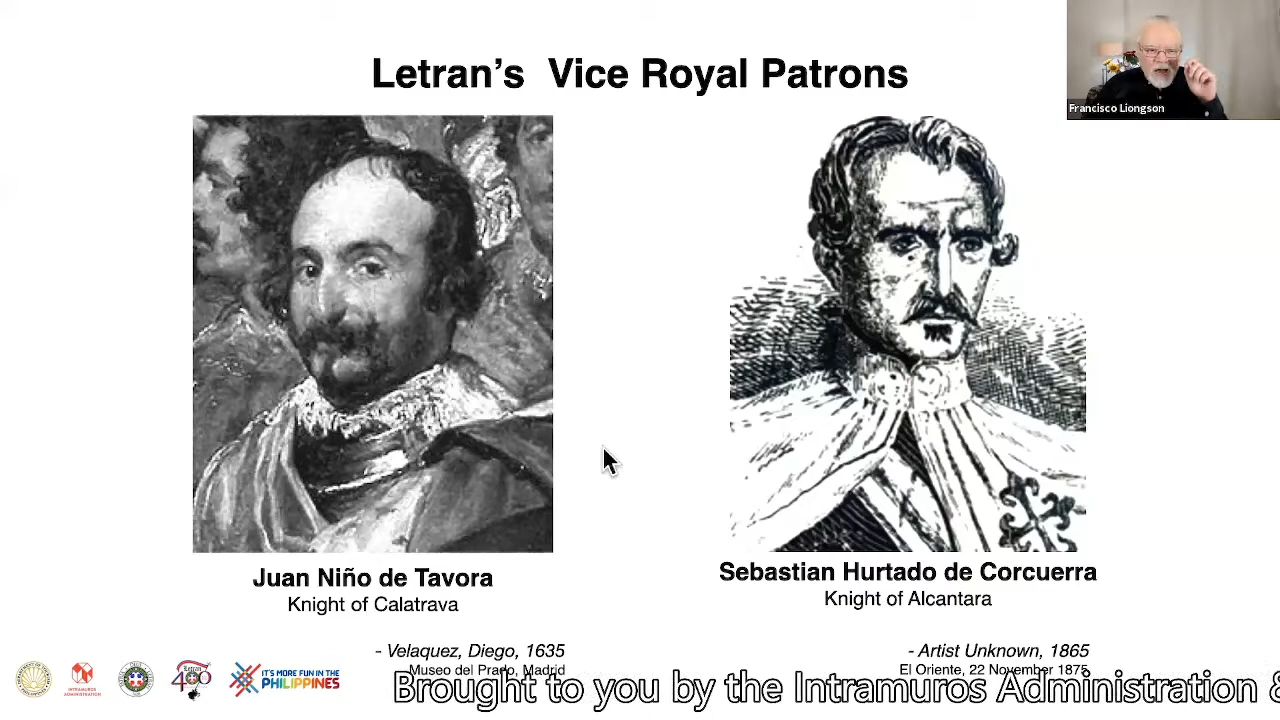 Letran's Vice Royal Patrons
Francisco Liongson
Juan Niño de Tavora
Knight of Calatrava
Sebastian Hurtado de Corcuerra
Knight of Alcantara
- Velaquez, Diego, 1635
Museo del Prado, Madrid
- Artist Unknown, 1865
El Oriente, 22 November 1875
INTRAMUROS
ADMINISTRATION
Letran
400
IT'S MORE FUN IN THE
PHILIPPINES
Brought to you by the Intramuros Administration &